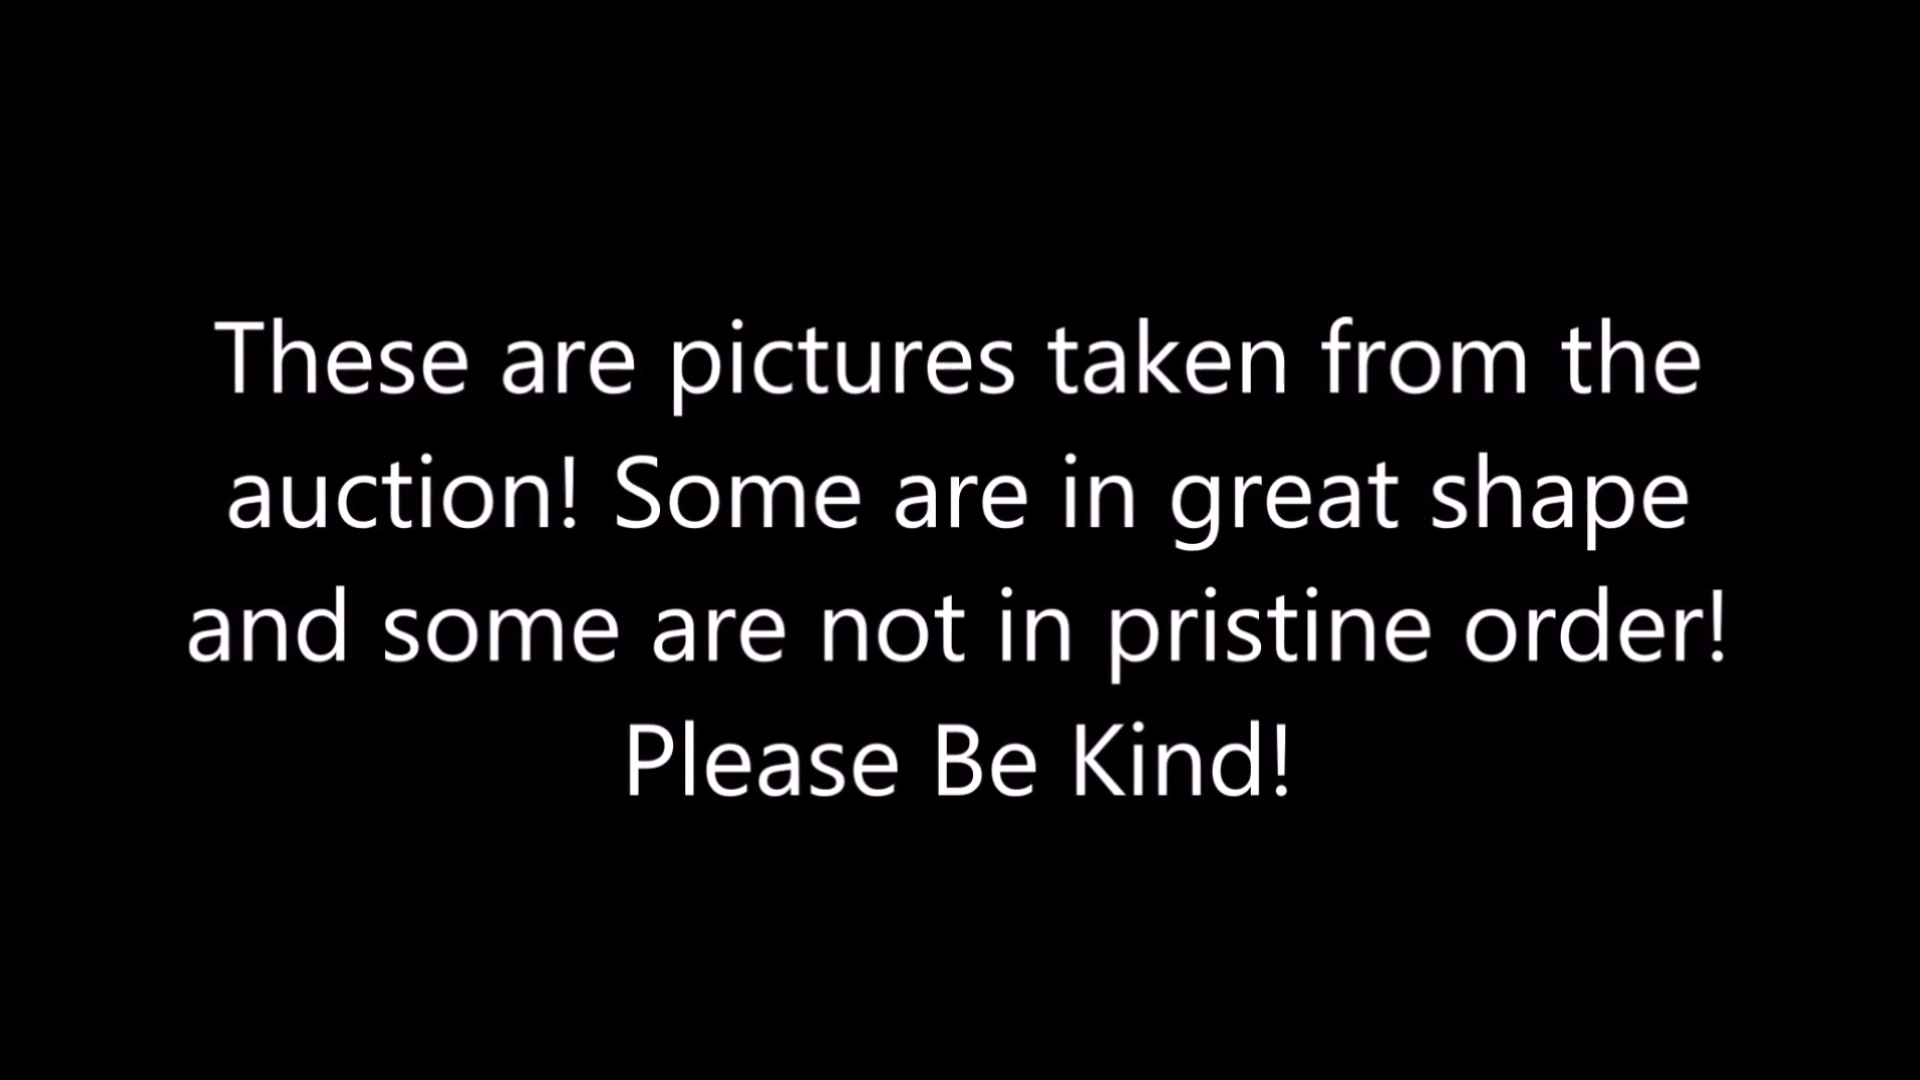 These are pictures taken from the
auction! Some are in great shape
and some are not in pristine order!
Please Be Kind!